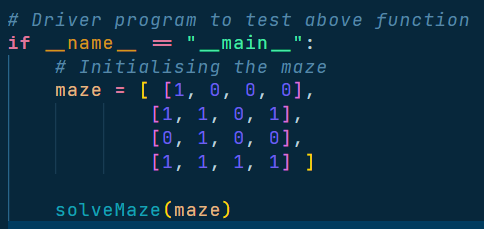 # Driver program to test above function
if __name__ == "__main__":
    # Initialising the maze
    maze = [ [1, 0, 0, 0],
            [1, 1, 0, 1],
            [0, 1, 0, 0],
            [1, 1, 1, 1] ]
    solveMaze(maze)